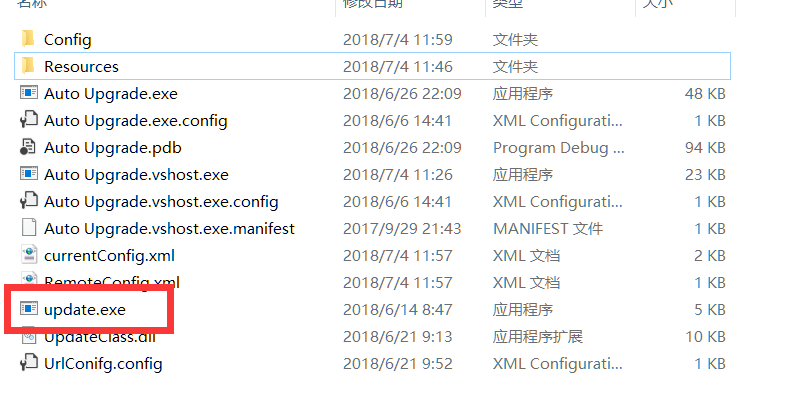 名称 修改日期 类型 大小
Config 2018/7/4 11:59 文件夹
Resources 2018/7/4 11:46 文件夹
Auto Upgrade.exe 2018/6/26 22:09 应用程序 48 KB
Auto Upgrade.exe.config 2018/6/6 14:41 XML Configurati... 1 KB
Auto Upgrade.pdb 2018/6/26 22:09 Program Debug ... 94 KB
Auto Upgrade.vshost.exe 2018/7/4 11:26 应用程序 23 KB
Auto Upgrade.vshost.exe.config 2018/6/6 14:41 XML Configurati... 1 KB
Auto Upgrade.vshost.exe.manifest 2017/9/29 21:43 MANIFEST 文件 1 KB
currentConfig.xml 2018/7/4 11:57 XML 文档 2 KB
RemoteConfig.xml 2018/7/4 11:57 XML 文档 1 KB
update.exe 2018/6/14 8:47 应用程序 5 KB
UpdateClass.dll 2018/6/21 9:13 应用程序扩展 10 KB
UrlConifg.config 2018/6/21 9:52 XML Configurati... 1 KB